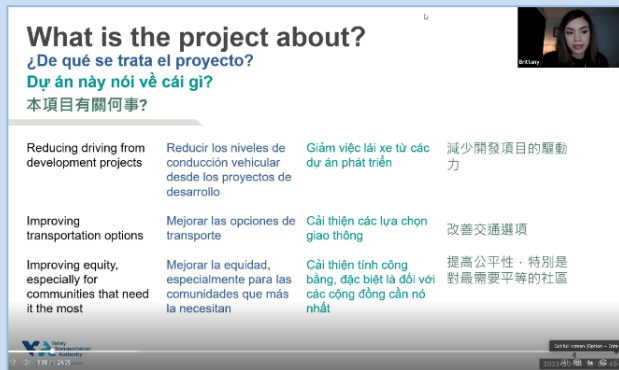 What is the project about?
¿De qué se trata el proyecto?
Dự án này nói về cái gì?
本項目有關何事?
Brittany
Reducing driving from
development projects
Reducir los niveles de
conducción vehicular
desde los proyectos de
desarrollo
Giảm việc lái xe từ các
dự án phát triển
減少開發項目的驅動
力
Improving
transportation options
Mejorar las opciones de
transporte
Cải thiện các lựa chọn
giao thông
改善交通選項
Improving equity,
especially for
communities that need
it the most
Mejorar la equidad,
especialmente para las
comunidades que más
la necesitan
Cải thiện tính công
bằng, đặc biệt là đối với
các cộng đồng cần nó
nhất
提高公平性，特別是
對最需要平等的社區
Valley
Transportation
Authority
Exit full screen (Option +
4